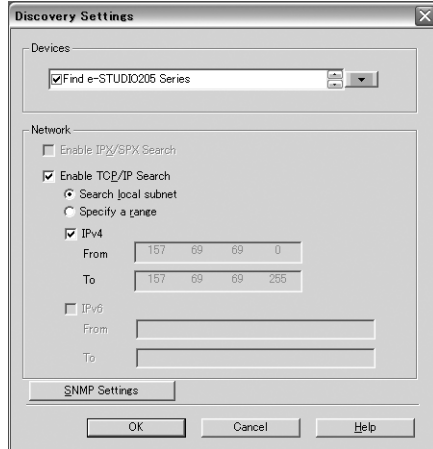 Discovery Settings
Devices
Find e-STUDIO205 Series
Network
Enable IPX/SPX Search
Enable TCP/IP Search
Search local subnet
Specify a range
IPv4
From 157 69 69 0
To 157 69 69 255
IPv6
From
To
SNMP Settings
OK Cancel Help